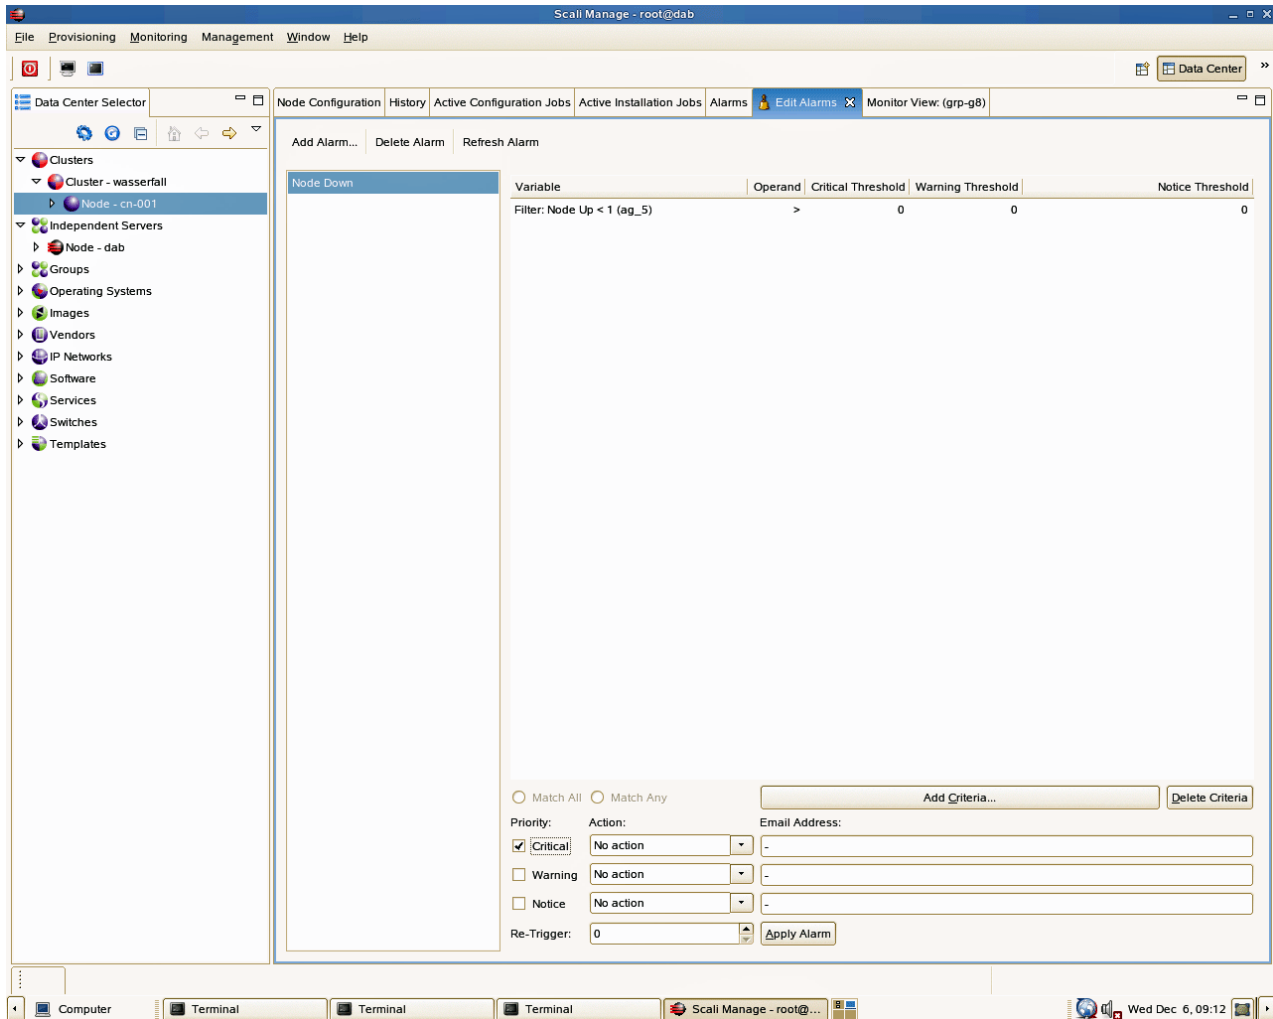 Scali Manage - root@dab
File Provisioning Monitoring Management Window Help
Data Center »
Data Center Selector
Node Configuration History Active Configuration Jobs Active Installation Jobs Alarms Edit Alarms Monitor View: (grp-g8)
Add Alarm... Delete Alarm Refresh Alarm
Clusters
Cluster - wasserfall
Node - cn-001
Independent Servers
Node - dab
Groups
Operating Systems
Images
Vendors
IP Networks
Software
Services
Switches
Templates
Node Down
Variable Operand Critical Threshold Warning Threshold Notice Threshold
Filter: Node Up < 1 (ag_5) > 0 0 0
Match All Match Any Add Criteria... Delete Criteria
Priority: Action: Email Address:
Critical No action -
Warning No action -
Notice No action -
Re-Trigger: 0 Apply Alarm
Computer Terminal Terminal Terminal Scali Manage - root@... Wed Dec 6, 09:12